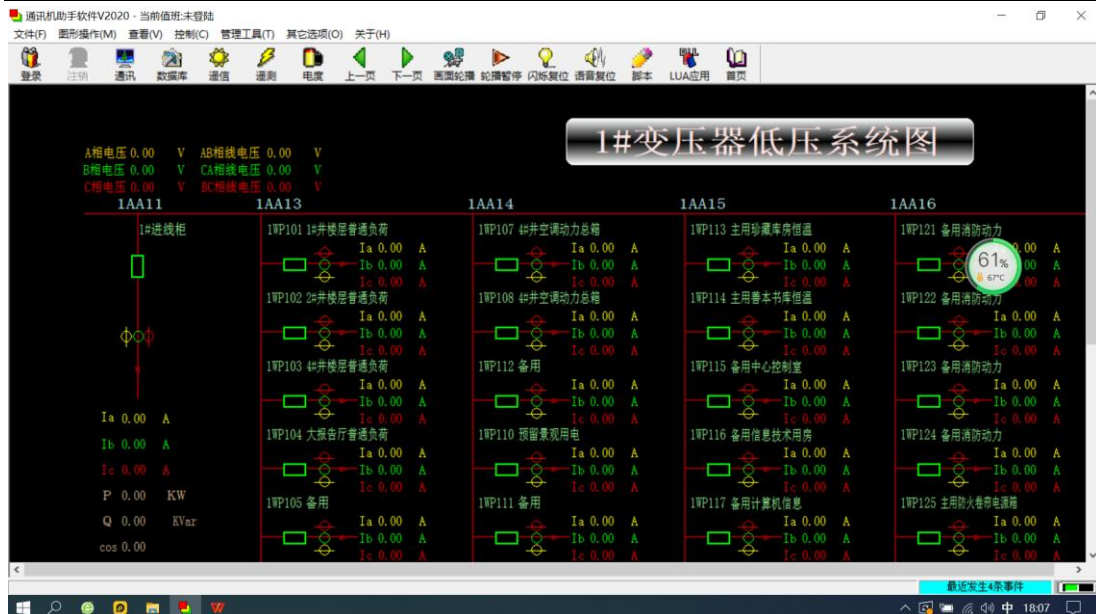 通讯机助手软件V2020 - 当前值班:未登陆
文件(F) 图形操作(M) 查看(V) 控制(C) 管理工具(T) 其它选项(O) 关于(H)
登录 注销 通讯 数据库 遥信 遥测 电度 上一页 下一页 画面轮播 轮播暂停 闪烁复位 语音复位 脚本 LUA应用 首页
1#变压器低压系统图
A相电压 0.00 V AB相线电压 0.00 V
B相电压 0.00 V CA相线电压 0.00 V
C相电压 0.00 V BC相线电压 0.00 V
1AA11 1AA13 1AA14 1AA15 1AA16
1#进线柜
Ia 0.00 A
Ib 0.00 A
Ic 0.00 A
P 0.00 KW
Q 0.00 KVar
cos 0.00
1WP101 1#井楼层普通负荷
Ia 0.00 A
Ib 0.00 A
Ic 0.00 A
1WP102 2#井楼层普通负荷
Ia 0.00 A
Ib 0.00 A
Ic 0.00 A
1WP103 4#井楼层普通负荷
Ia 0.00 A
Ib 0.00 A
Ic 0.00 A
1WP104 大报告厅普通负荷
Ia 0.00 A
Ib 0.00 A
Ic 0.00 A
1WP105 备用
Ia 0.00 A
Ib 0.00 A
Ic 0.00 A
1WP107 4#井空调动力总箱
Ia 0.00 A
Ib 0.00 A
Ic 0.00 A
1WP108 4#井空调动力总箱
Ia 0.00 A
Ib 0.00 A
Ic 0.00 A
1WP112 备用
Ia 0.00 A
Ib 0.00 A
Ic 0.00 A
1WP110 预留景观用电
Ia 0.00 A
Ib 0.00 A
Ic 0.00 A
1WP111 备用
Ia 0.00 A
Ib 0.00 A
Ic 0.00 A
1WP113 主用珍藏库房恒温
Ia 0.00 A
Ib 0.00 A
Ic 0.00 A
1WP114 主用善本书库恒温
Ia 0.00 A
Ib 0.00 A
Ic 0.00 A
1WP115 备用中心控制室
Ia 0.00 A
Ib 0.00 A
Ic 0.00 A
1WP116 备用信息技术用房
Ia 0.00 A
Ib 0.00 A
Ic 0.00 A
1WP117 备用计算机信息
Ia 0.00 A
Ib 0.00 A
Ic 0.00 A
1WP121 备用消防动力
0.00 A
00 A
Ic 0.00 A
61%
67°C
1WP122 备用消防动力
Ia 0.00 A
Ib 0.00 A
Ic 0.00 A
1WP123 备用消防动力
Ia 0.00 A
Ib 0.00 A
Ic 0.00 A
1WP124 备用消防动力
Ia 0.00 A
Ib 0.00 A
Ic 0.00 A
1WP125 主用防火卷帘电源箱
Ia 0.00 A
Ib 0.00 A
Ic 0.00 A
最近发生4条事件
中 18:07